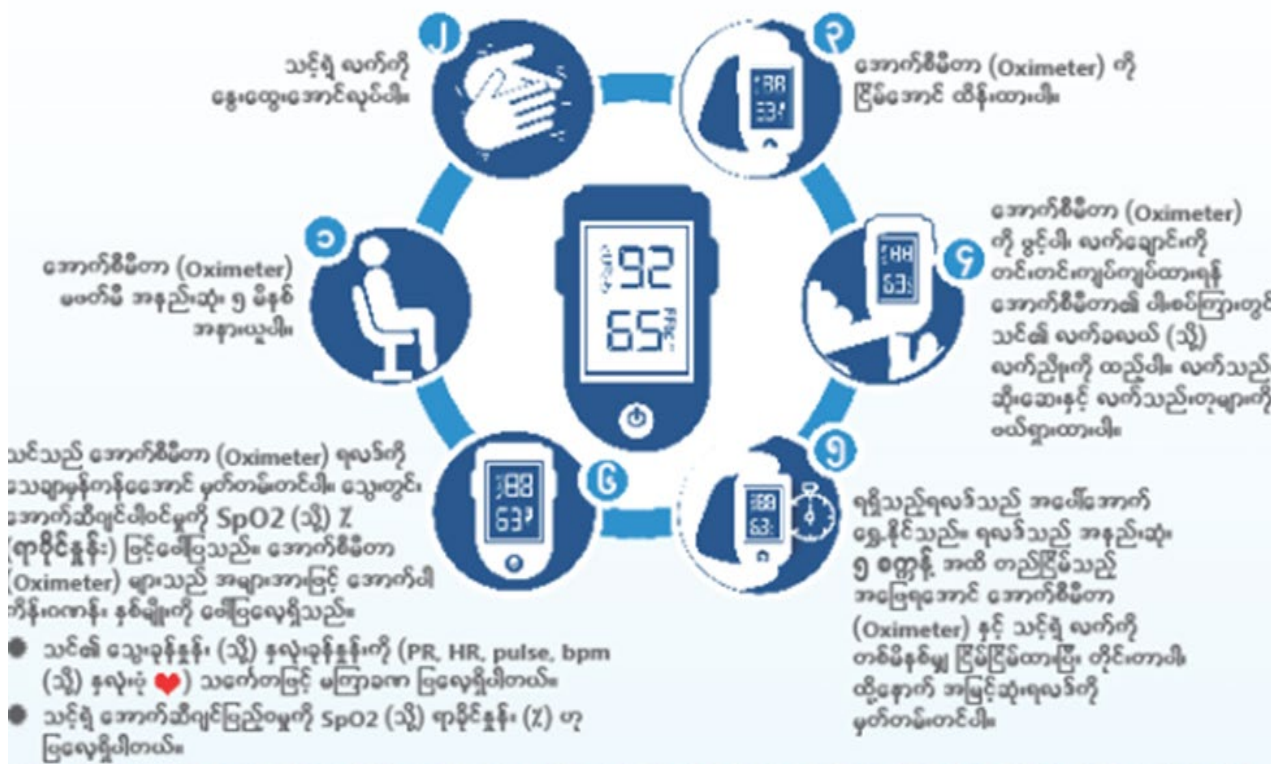 ၁
အောက်စီမီတာ (Oximeter)
မဖတ်မီ အနည်းဆုံး ၅ မိနစ်
အနားယူပါ။
၂
သင့်ရဲ့ လက်ကို
နွေးထွေးအောင်လုပ်ပါ။
၃
အောက်စီမီတာ (Oximeter) ကို
ငြိမ်အောင် ထိန်းထားပါ။
၄
အောက်စီမီတာ (Oximeter)
ကို ဖွင့်ပါ၊ လက်ချောင်းကို
တင်းတင်းကျပ်ကျပ်ထားရန်
အောက်စီမီတာ၏ ပါးစပ်ကြားတွင်
သင်၏ လက်ခလယ် (သို့)
လက်ညှိုးကို ထည့်ပါ။ လက်သည်း
ဆိုးဆေးနှင့် လက်သည်းတုများကို
ဖယ်ရှားထားပါ။
၅
ရရှိသည့်ရလဒ်သည် အပေါ်အောက်
ရွှေ့နိုင်သည်။ ရလဒ်သည် အနည်းဆုံး
၅ စက္ကန့် အထိ တည်ငြိမ်သည့်
အဖြေရအောင် အောက်စီမီတာ
(Oximeter) နှင့် သင့်ရဲ့ လက်ကို
တစ်မိနစ်မျှ ငြိမ်ငြိမ်ထားပြီး တိုင်းတာပါ၊
ထို့နောက် အမြင့်ဆုံးရလဒ်ကို
မှတ်တမ်းတင်ပါ။
၆
သင်သည် အောက်စီမီတာ (Oximeter) ရလဒ်ကို
သေချာမှန်ကန်အောင် မှတ်တမ်းတင်ပါ။ သွေးတွင်း
အောက်ဆီဂျင်ပါဝင်မှုကို SpO2 (သို့) %
(ရာခိုင်နှုန်း) ဖြင့်ဖေါ်ပြသည်။ အောက်စီမီတာ
(Oximeter) များသည် အများအားဖြင့် အောက်ပါ
ကိန်းဂဏန်း နှစ်မျိုးကို ဖေါ်ပြလေ့ရှိသည်။
● သင်၏ သွေးခုန်နှုန်း (သို့) နှလုံးခုန်နှုန်းကို (PR, HR, pulse, bpm
(သို့) နှလုံးပုံ ❤) သင်္ကေတဖြင့် မကြာခဏ ပြလေ့ရှိပါတယ်။
● သင့်ရဲ့ အောက်ဆီဂျင်ပြည့်ဝမှုကို SpO2 (သို့) ရာခိုင်နှုန်း (%) ဟု
ပြလေ့ရှိပါတယ်။
92
65